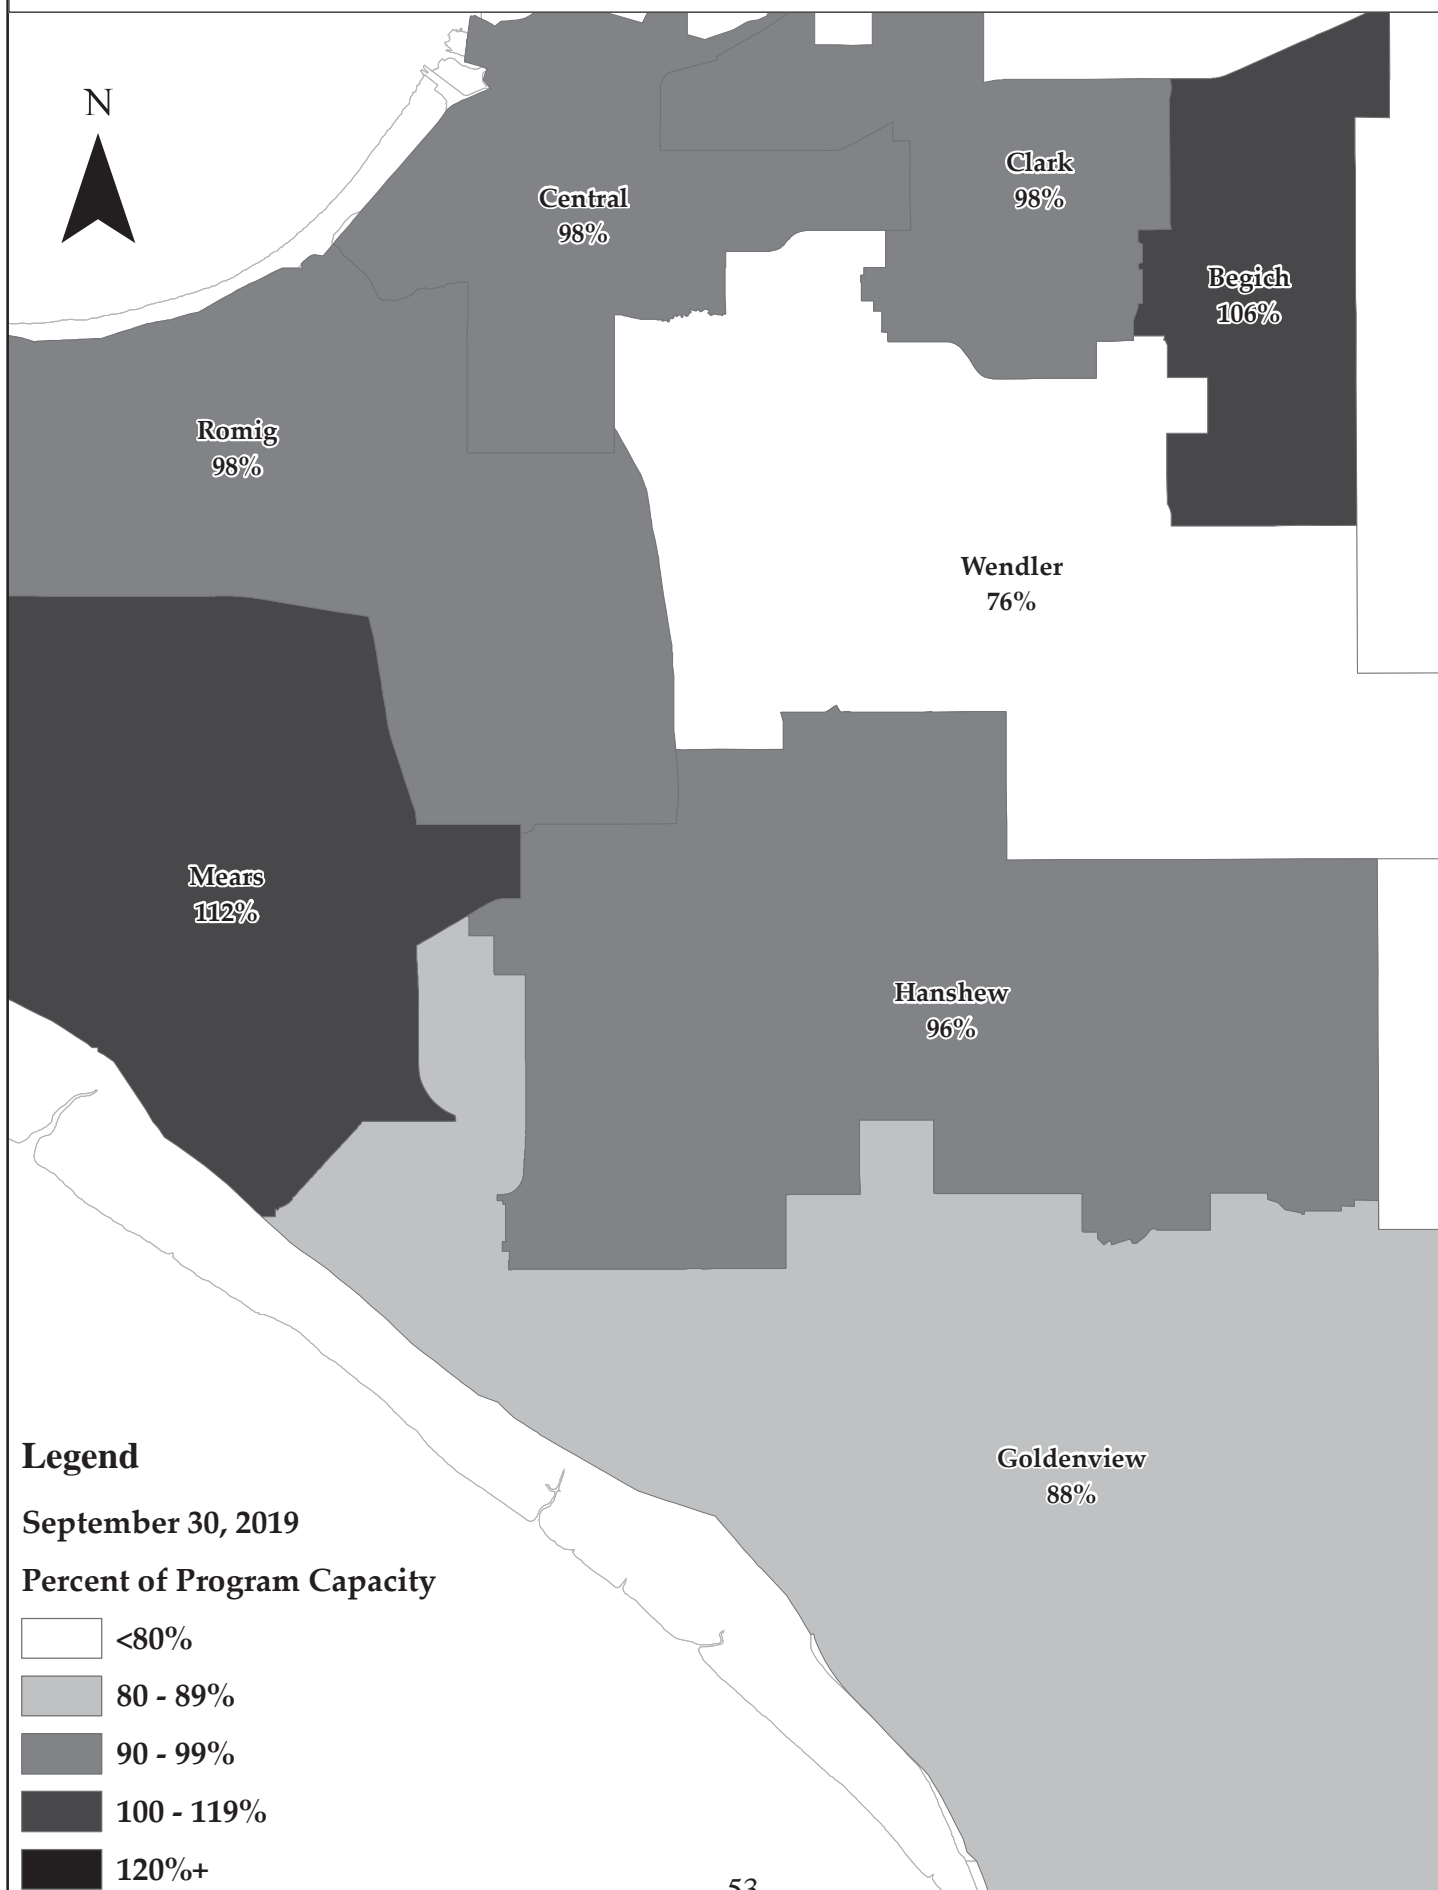 N
Clark
98%
Central
98%
Begich
106%
Romig
98%
Wendler
76%
Mears
112%
Hanshew
96%
Goldenview
88%
Legend
September 30, 2019
Percent of Program Capacity
<80%
80 - 89%
90 - 99%
100 - 119%
120%+
53